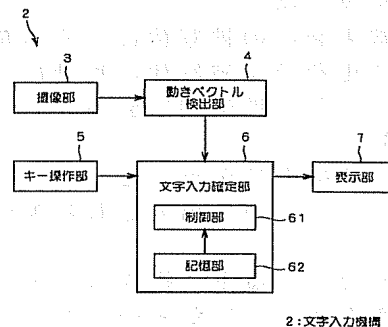 2
3
撮像部
4
動きベクトル
検出部
5
キー操作部
6
文字入力確定部
7
表示部
制御部
61
記憶部
62
2:文字入力機構